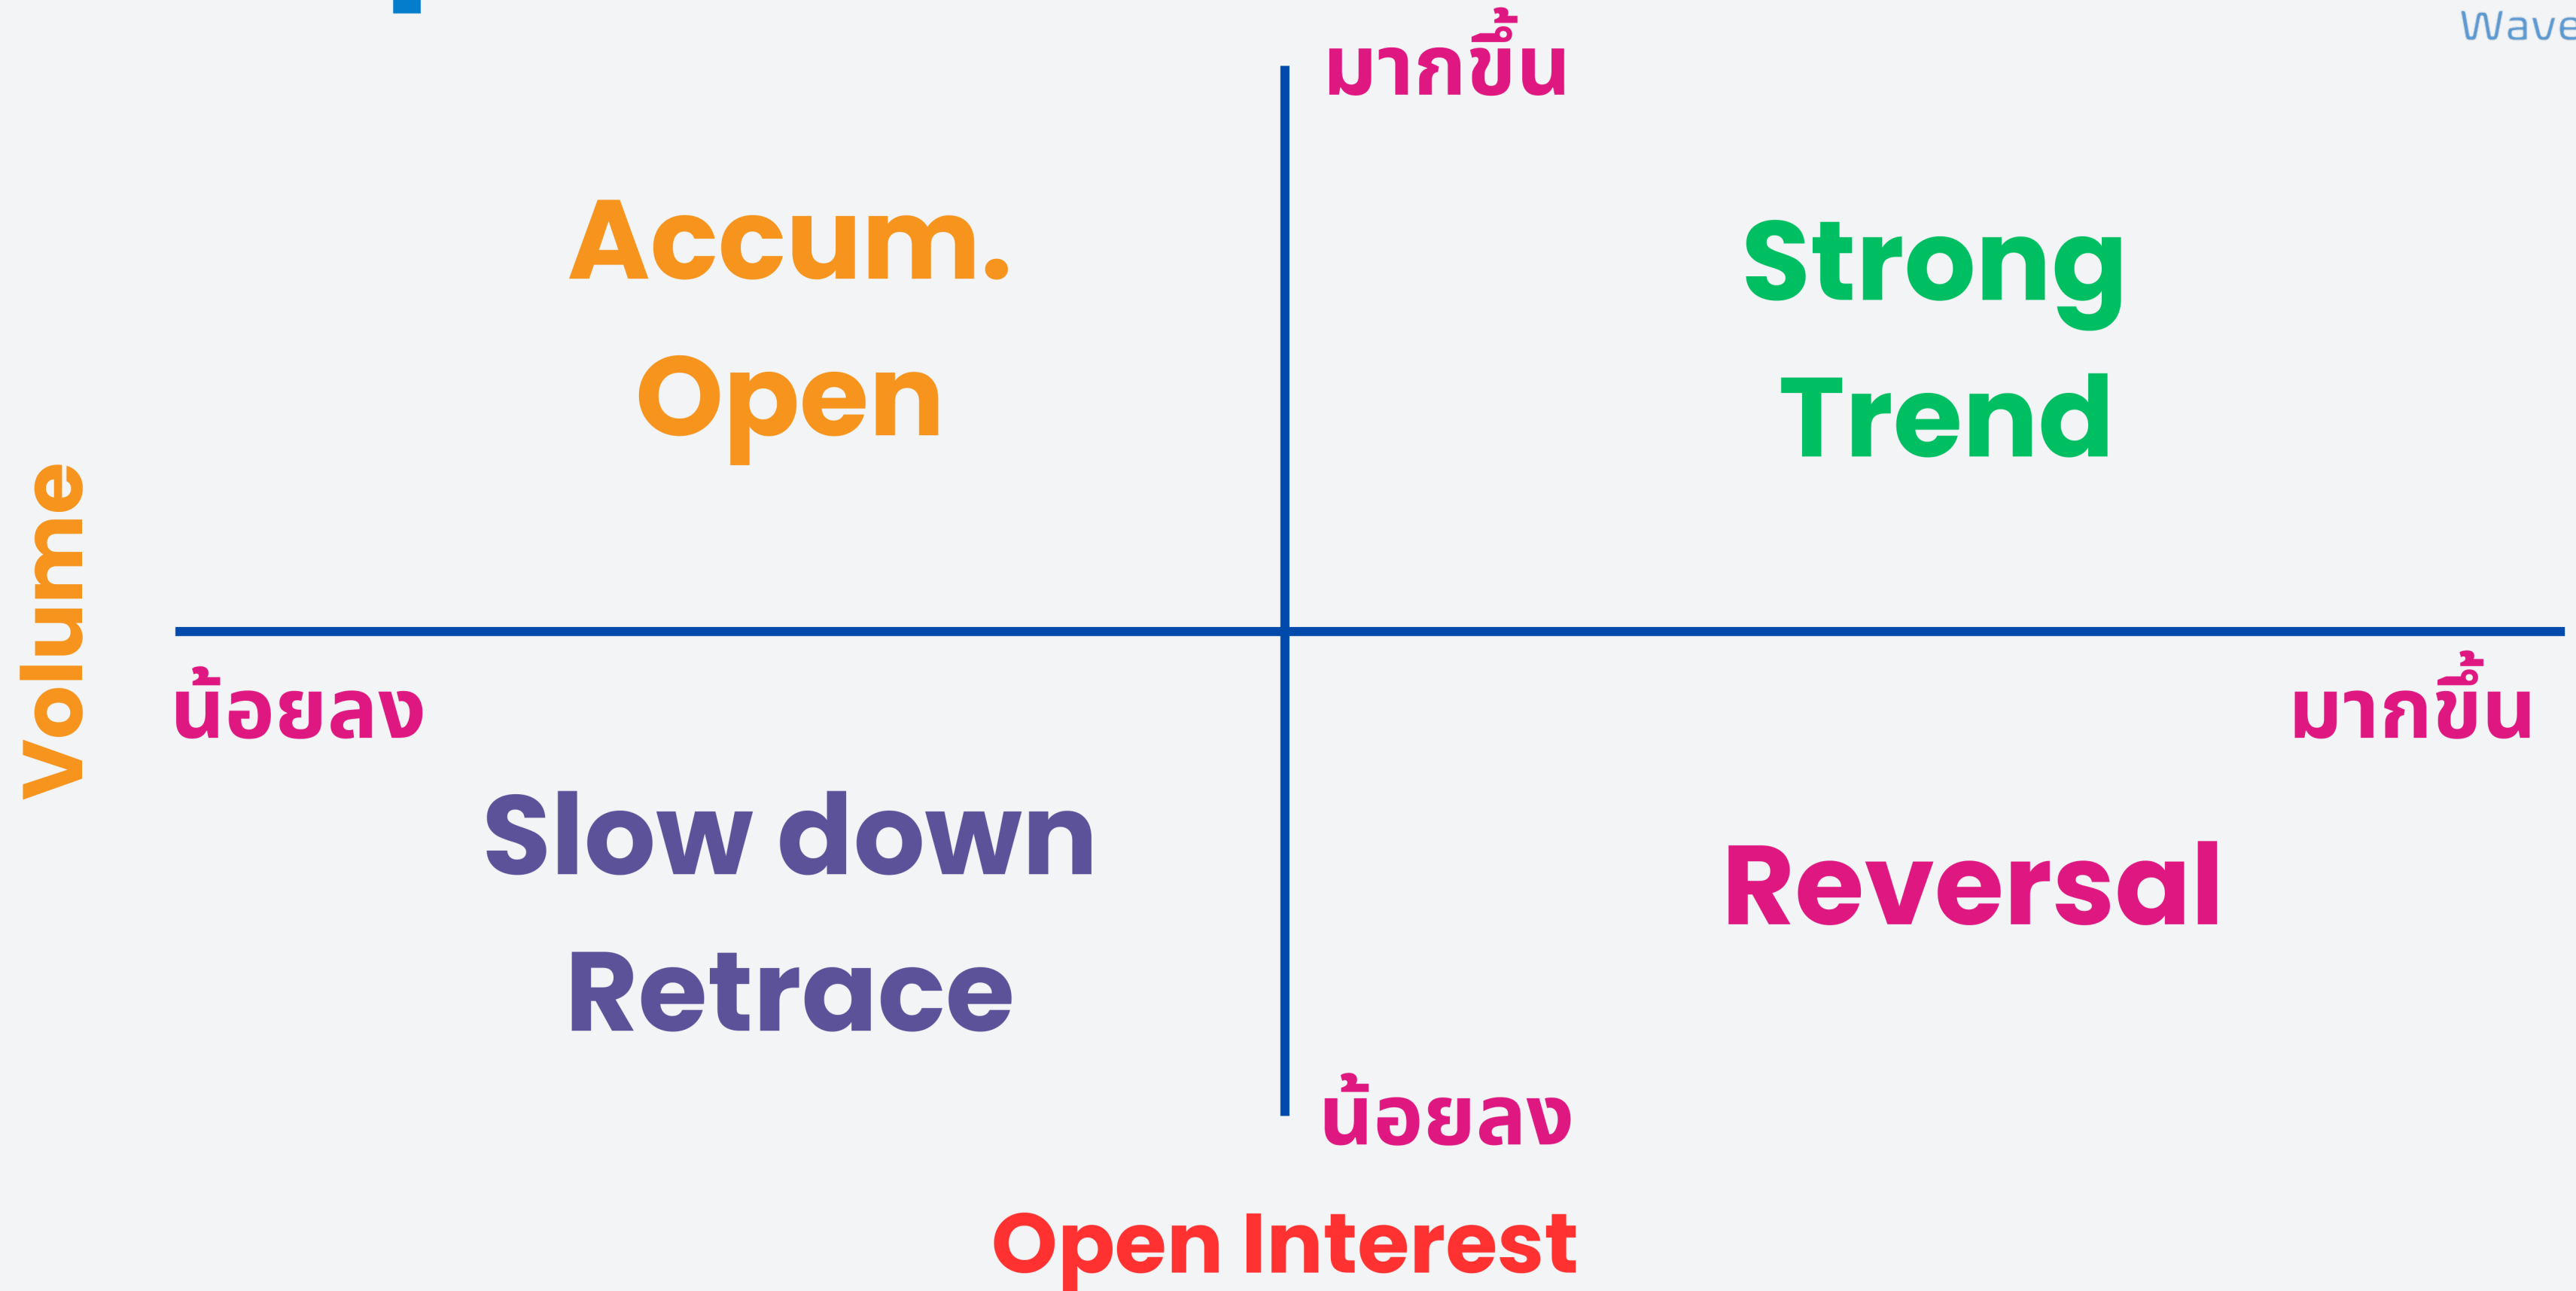 Wave
มากขึ้น
Accum.
Open
Strong
Trend
Volume
น้อยลง
มากขึ้น
Slow down
Retrace
Reversal
น้อยลง
Open Interest